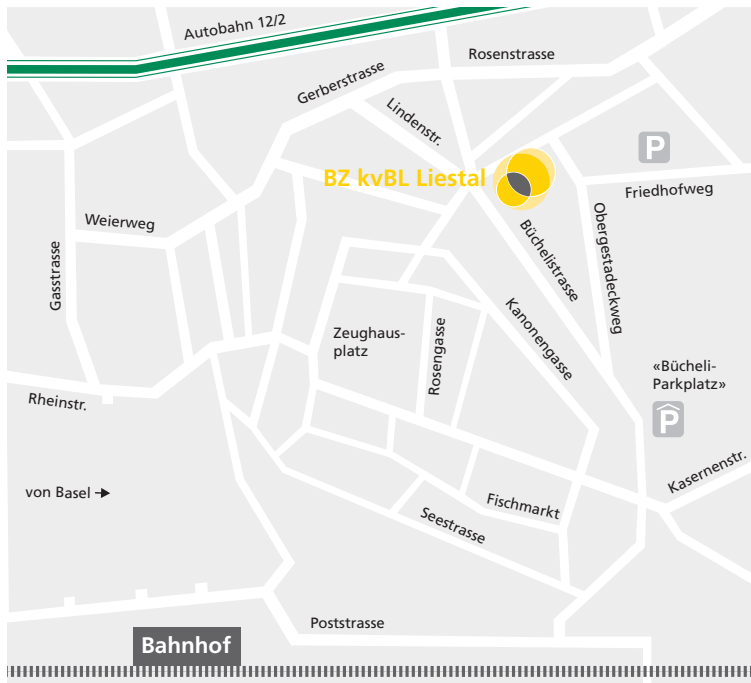 Autobahn 12/2
Rosenstrasse
Gerberstrasse
Lindenstr.
P
BZ kvBL Liestal
Friedhofweg
Weierweg
Gasstrasse
Büchelistrasse
Obergestadeckweg
Zeughaus-
platz
Rosengasse
Kanonengasse
«Bücheli-
Parkplatz»
P
Rheinstr.
Kasernenstr.
von Basel
Fischmarkt
Seestrasse
Poststrasse
Bahnhof